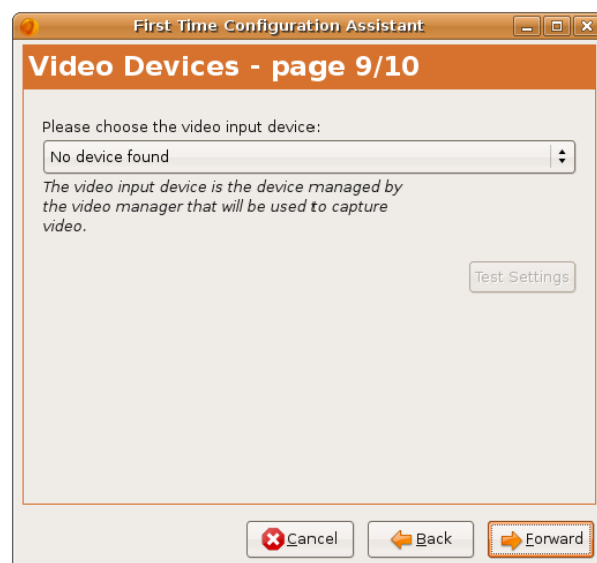 First Time Configuration Assistant
Video Devices - page 9/10
Please choose the video input device:
No device found
The video input device is the device managed by
the video manager that will be used to capture
video.
Test Settings
Cancel
Back
Forward